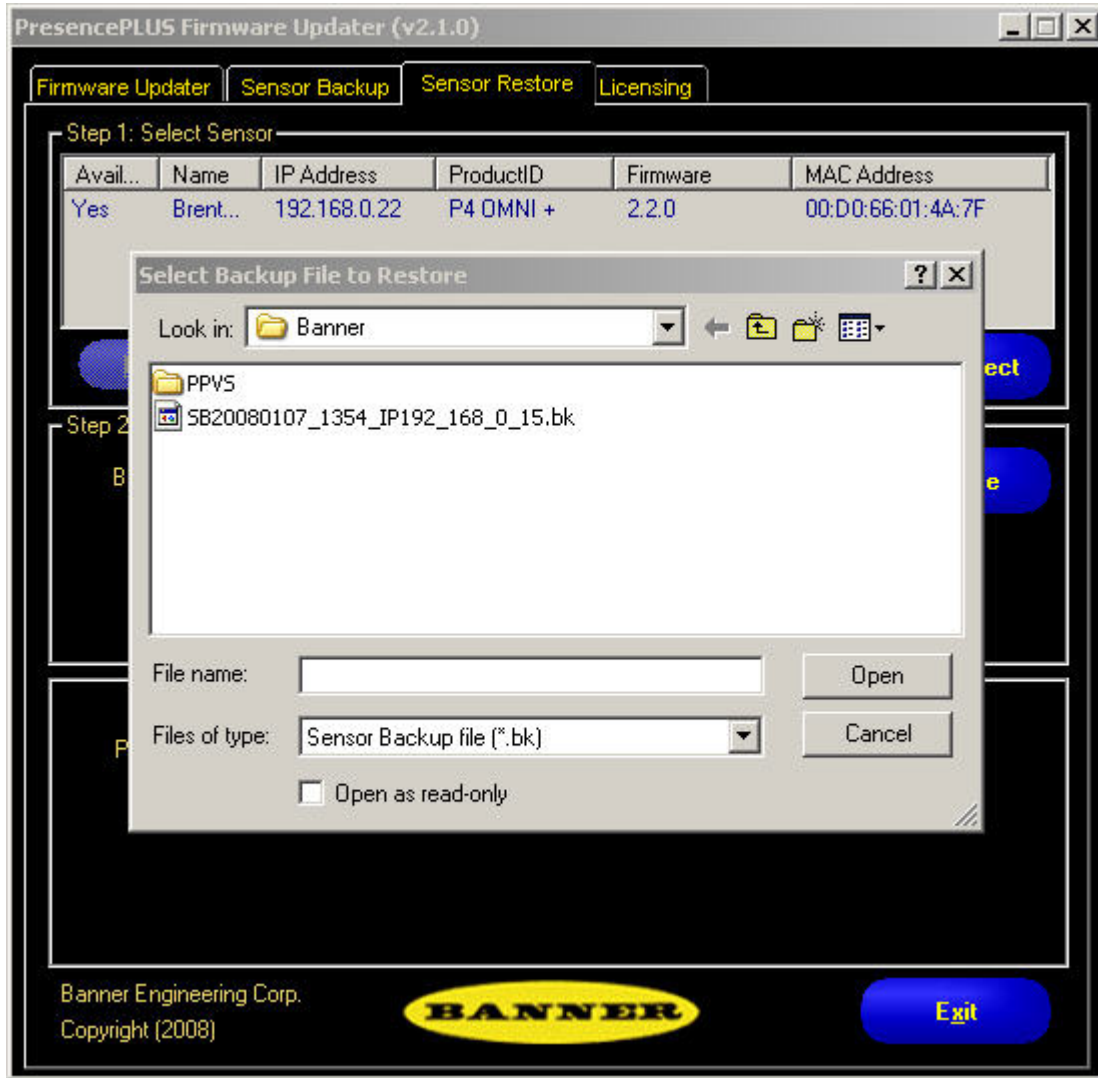 PresencePLUS Firmware Updater (v2.1.0)
Firmware Updater Sensor Backup Sensor Restore Licensing
Step 1: Select Sensor
Avail... Name IP Address ProductID Firmware MAC Address
Yes Brent... 192.168.0.22 P4 OMNI + 2.2.0 00:D0:66:01:4A:7F
Select Backup File to Restore
Look in: Banner
PPVS
SB20080107_1354_IP192_168_0_15.bk
ect
Step 2
B
e
File name:
Open
Files of type: Sensor Backup file (*.bk)
Cancel
P
Open as read-only
Banner Engineering Corp.
Copyright (2008)
BANNER
Exit